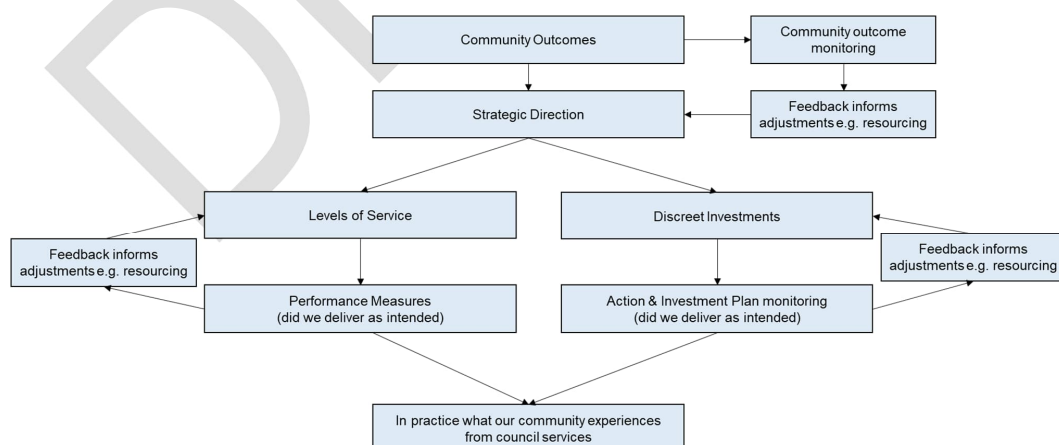 Community Outcomes
Community outcome
monitoring
Strategic Direction
Feedback informs
adjustments e.g. resourcing
Levels of Service
Discreet Investments
Feedback informs
adjustments e.g. resourcing
Feedback informs
adjustments e.g. resourcing
Performance Measures
(did we deliver as intended)
Action & Investment Plan monitoring
(did we deliver as intended)
In practice what our community experiences
from council services